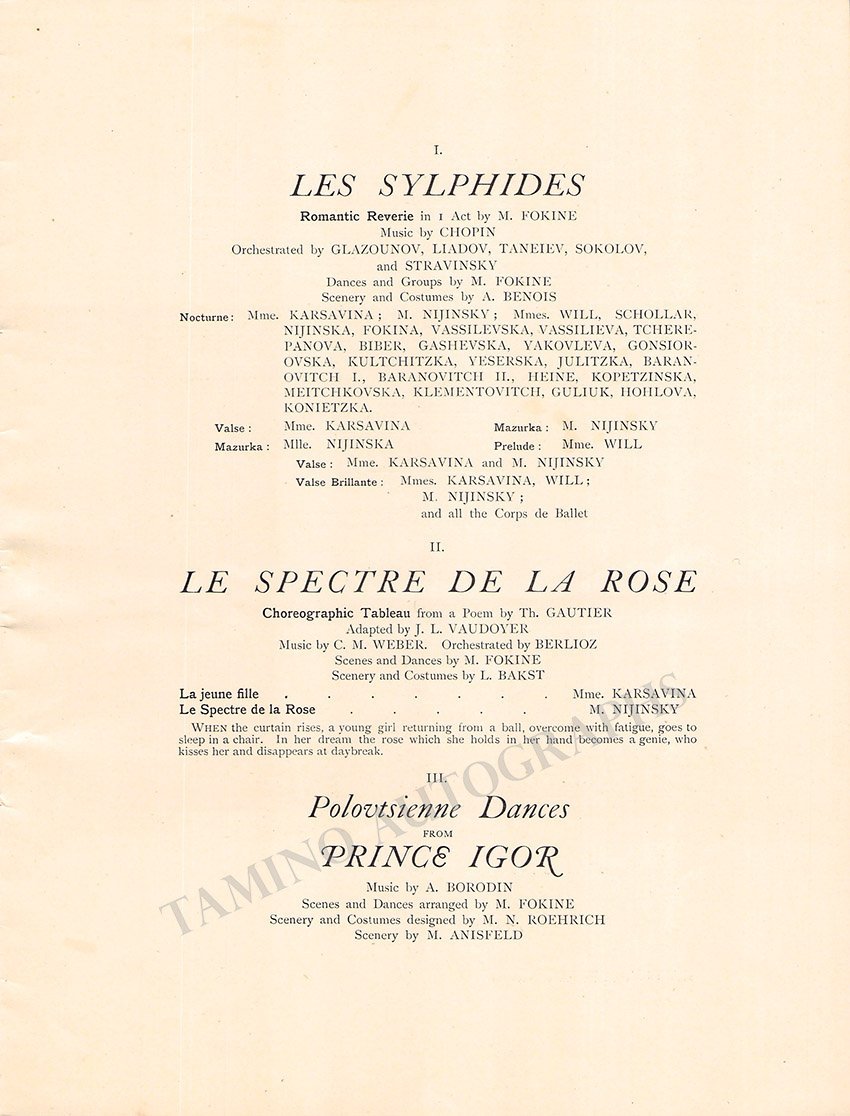 I.
LES SYLPHIDES
Romantic Reverie in 1 Act by M. FOKINE
Music by CHOPIN
Orchestrated by GLAZOUNOV, LIADOV, TANEIEV, SOKOLOV,
and STRAVINSKY
Dances and Groups by M. FOKINE
Scenery and Costumes by A. BENOIS
Nocturne: Mme. KARSAVINA; M. NIJINSKY; Mmes. WILL, SCHOLLAR,
NIJINSKA, FOKINA, VASSILEVSKA, VASSILIEVA, TCHERE-
PANOVA, BIBER, GASHEVSKA, YAKOVLEVA, GONSIOR-
OVSKA, KULTCHITZKA, YESERSKA, JULITZKA, BARAN-
OVITCH I., BARANOVITCH II., HEINE, KOPETZINSKA,
MEITCHKOVSKA, KLEMENTOVITCH, GULIUK, HOHLOVA,
KONIETZKA.
Valse: Mme. KARSAVINA Mazurka: M. NIJINSKY
Mazurka: Mlle. NIJINSKA Prelude: Mme. WILL
Valse: Mme. KARSAVINA and M. NIJINSKY
Valse Brillante: Mmes. KARSAVINA, WILL;
M. NIJINSKY;
and all the Corps de Ballet
II.
LE SPECTRE DE LA ROSE
Choreographic Tableau from a Poem by Th. GAUTIER
Adapted by J. L. VAUDOYER
Music by C. M. WEBER. Orchestrated by BERLIOZ
Scenes and Dances by M. FOKINE
Scenery and Costumes by L. BAKST
La jeune fille . . . . . . . Mme. KARSAVINA
Le Spectre de la Rose . . . . . M. NIJINSKY
WHEN the curtain rises, a young girl returning from a ball, overcome with fatigue, goes to
sleep in a chair. In her dream the rose which she holds in her hand becomes a genie, who
kisses her and disappears at daybreak.
III.
Polovtsienne Dances
FROM
PRINCE IGOR
Music by A. BORODIN
Scenes and Dances arranged by M. FOKINE
Scenery and Costumes designed by M. N. ROEHRICH
Scenery by M. ANISFELD
TAMINO AUTOGRAPHS